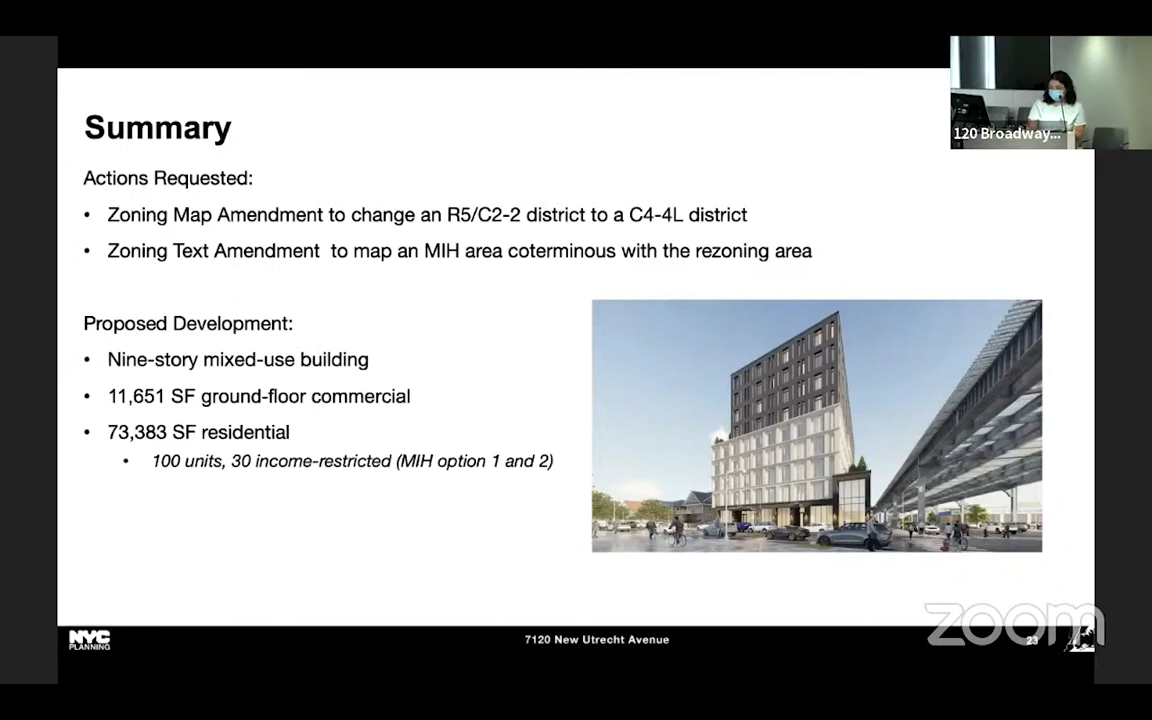 Summary
Actions Requested:
• Zoning Map Amendment to change an R5/C2-2 district to a C4-4L district
• Zoning Text Amendment to map an MIH area coterminous with the rezoning area
Proposed Development:
• Nine-story mixed-use building
• 11,651 SF ground-floor commercial
• 73,383 SF residential
• 100 units, 30 income-restricted (MIH option 1 and 2)
120 Broadway...
NYC
PLANNING
7120 New Utrecht Avenue
23
zoom